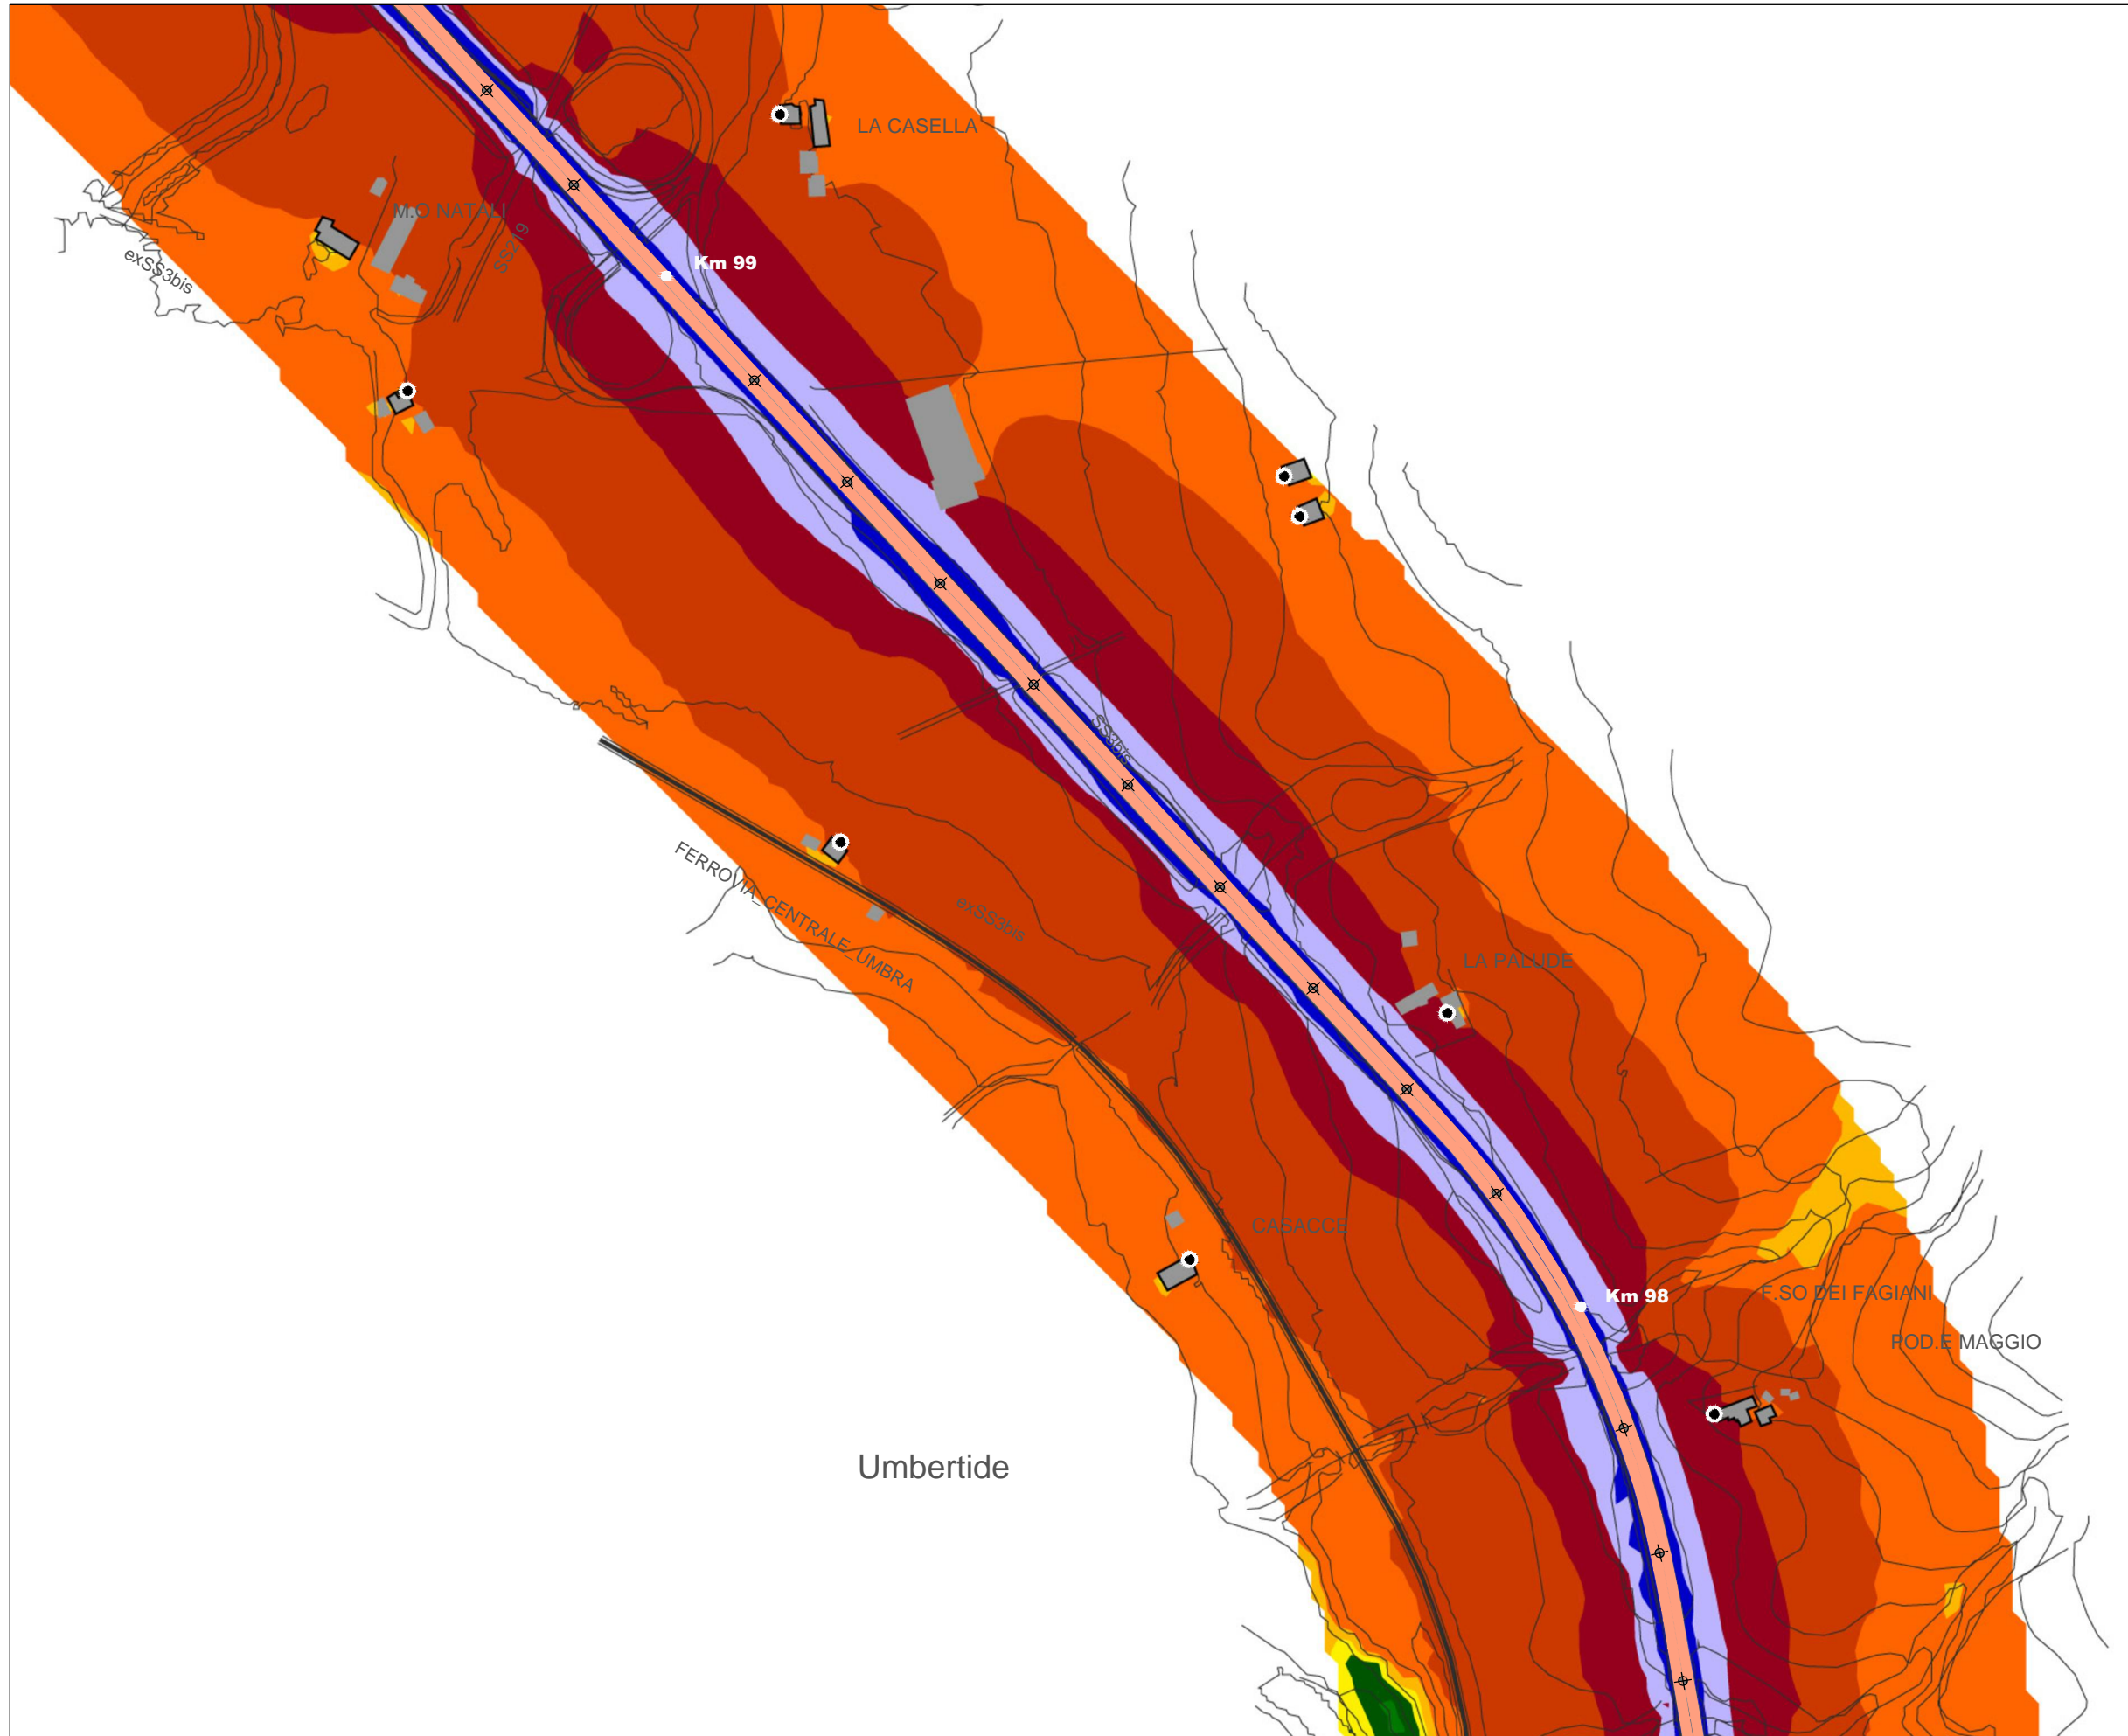 LA CASELLA
M.O NATALI
SS219
exSS3bis
Km 99
SS3bis
FERROVIA_CENTRALE_UMBRA
exSS3bis
LA PALUDE
CASACCE
F.SO DEI FAGIANI
Km 98
POD.E MAGGIO
Umbertide